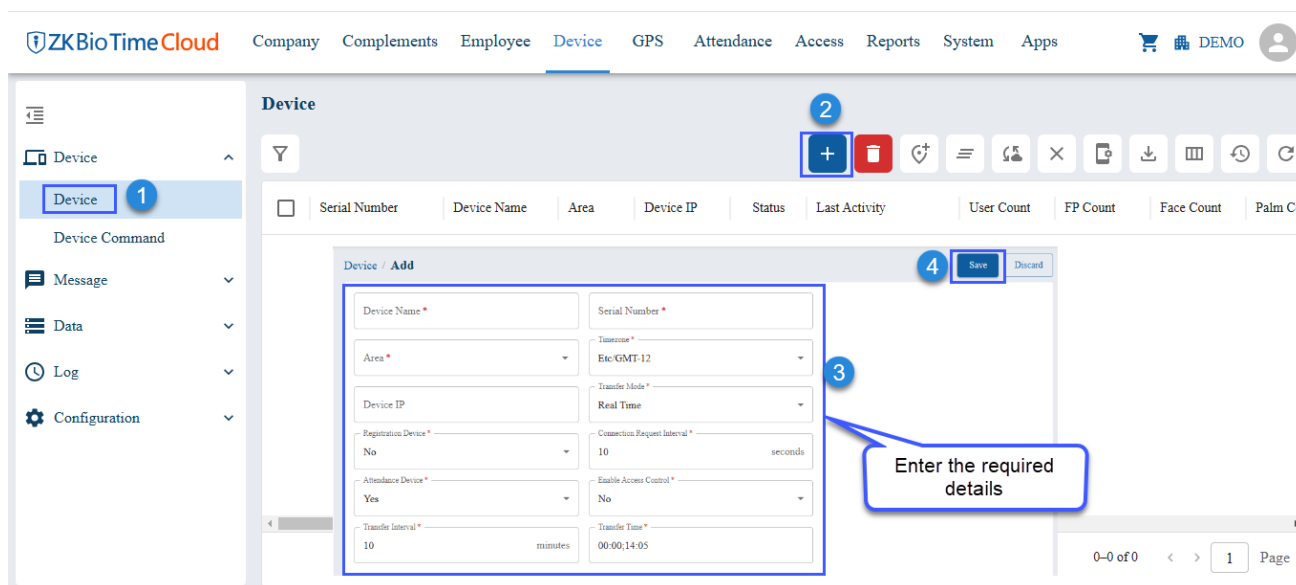 ZKBioTime Cloud
Company Complements Employee Device GPS Attendance Access Reports System Apps DEMO
Device
2
Device
Device 1
Serial Number Device Name Area Device IP Status Last Activity User Count FP Count Face Count Palm C
Device Command
Device / Add 4 Save Discard
Message
Device Name * Serial Number *
Data
Timezone *
Area * Etc/GMT-12
Log 3
Transfer Mode *
Device IP Real Time
Configuration
Registration Device * Connection Request Interval *
No 10 seconds
Enter the required
details
Attendance Device * Enable Access Control *
Yes No
Transfer Interval * Transfer Time *
10 minutes 00:00;14:05
0–0 of 0 < > 1 Page